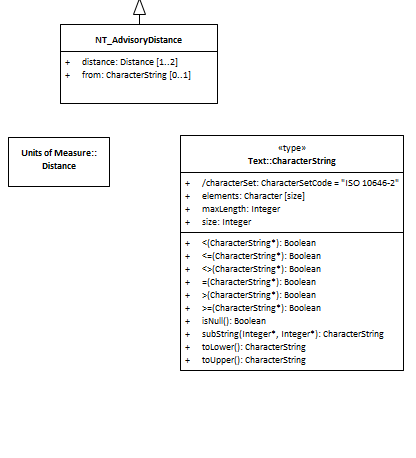 NT_AdvisoryDistance
+ distance: Distance [1..2]
+ from: CharacterString [0..1]
Units of Measure::
Distance
«type»
Text::CharacterString
+ /characterSet: CharacterSetCode = "ISO 10646-2"
+ elements: Character [size]
+ maxLength: Integer
+ size: Integer
+ <(CharacterString*): Boolean
+ <=(CharacterString*): Boolean
+ <>(CharacterString*): Boolean
+ =(CharacterString*): Boolean
+ >(CharacterString*): Boolean
+ >=(CharacterString*): Boolean
+ isNull(): Boolean
+ subString(Integer*, Integer*): CharacterString
+ toLower(): CharacterString
+ toUpper(): CharacterString